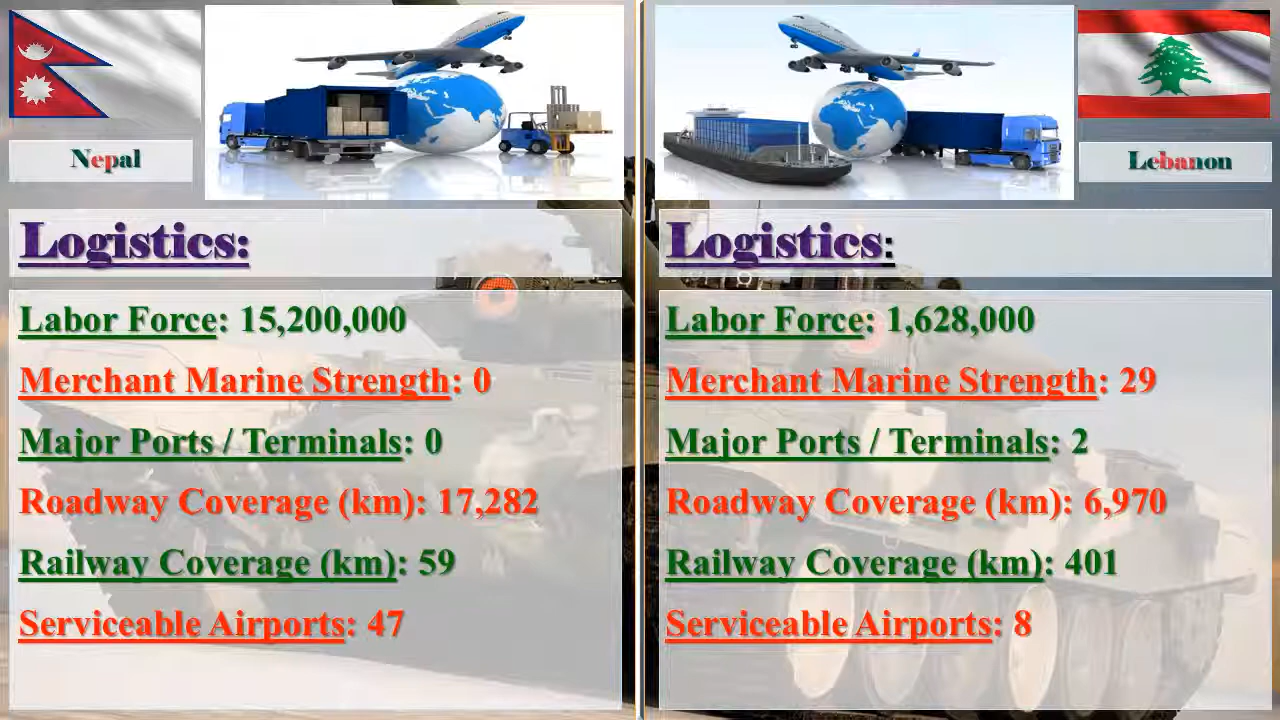 Nepal
Logistics:
Labor Force: 15,200,000
Merchant Marine Strength: 0
Major Ports / Terminals: 0
Roadway Coverage (km): 17,282
Railway Coverage (km): 59
Serviceable Airports: 47
Lebanon
Logistics:
Labor Force: 1,628,000
Merchant Marine Strength: 29
Major Ports / Terminals: 2
Roadway Coverage (km): 6,970
Railway Coverage (km): 401
Serviceable Airports: 8